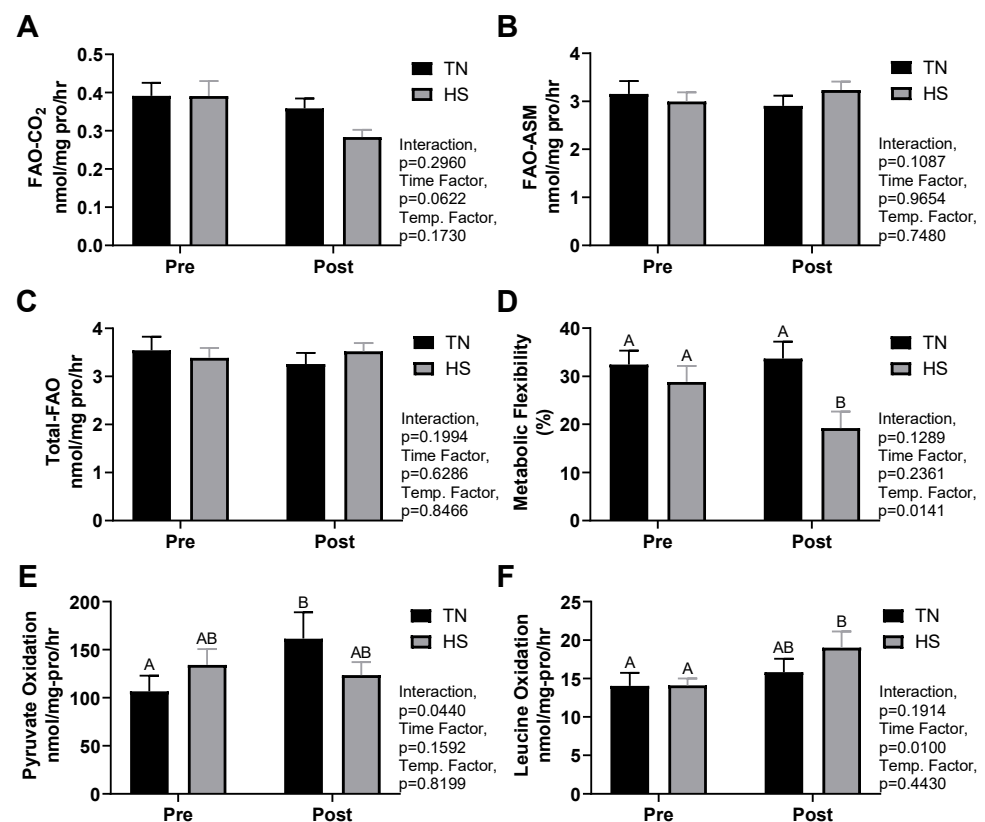 A
FAO-CO₂
nmol/mg pro/hr
0.5
0.4
0.3
0.2
0.1
0.0
Pre
Post
TN
HS
Interaction,
p=0.2960
Time Factor,
p=0.0622
Temp. Factor,
p=0.1730
B
FAO-ASM
nmol/mg pro/hr
4
3
2
1
0
Pre
Post
TN
HS
Interaction,
p=0.1087
Time Factor,
p=0.9654
Temp. Factor,
p=0.7480
C
Total-FAO
nmol/mg pro/hr
4
3
2
1
0
Pre
Post
TN
HS
Interaction,
p=0.1994
Time Factor,
p=0.6286
Temp. Factor,
p=0.8466
D
Metabolic Flexibility
(%)
40
30
20
10
0
A
A
A
B
Pre
Post
TN
HS
Interaction,
p=0.1289
Time Factor,
p=0.2361
Temp. Factor,
p=0.0141
E
Pyruvate Oxidation
nmol/mg-pro/hr
200
150
100
50
0
A
AB
B
AB
Pre
Post
TN
HS
Interaction,
p=0.0440
Time Factor,
p=0.1592
Temp. Factor,
p=0.8199
F
Leucine Oxidation
nmol/mg-pro/hr
25
20
15
10
5
0
A
A
AB
B
Pre
Post
TN
HS
Interaction,
p=0.1914
Time Factor,
p=0.0100
Temp. Factor,
p=0.4430